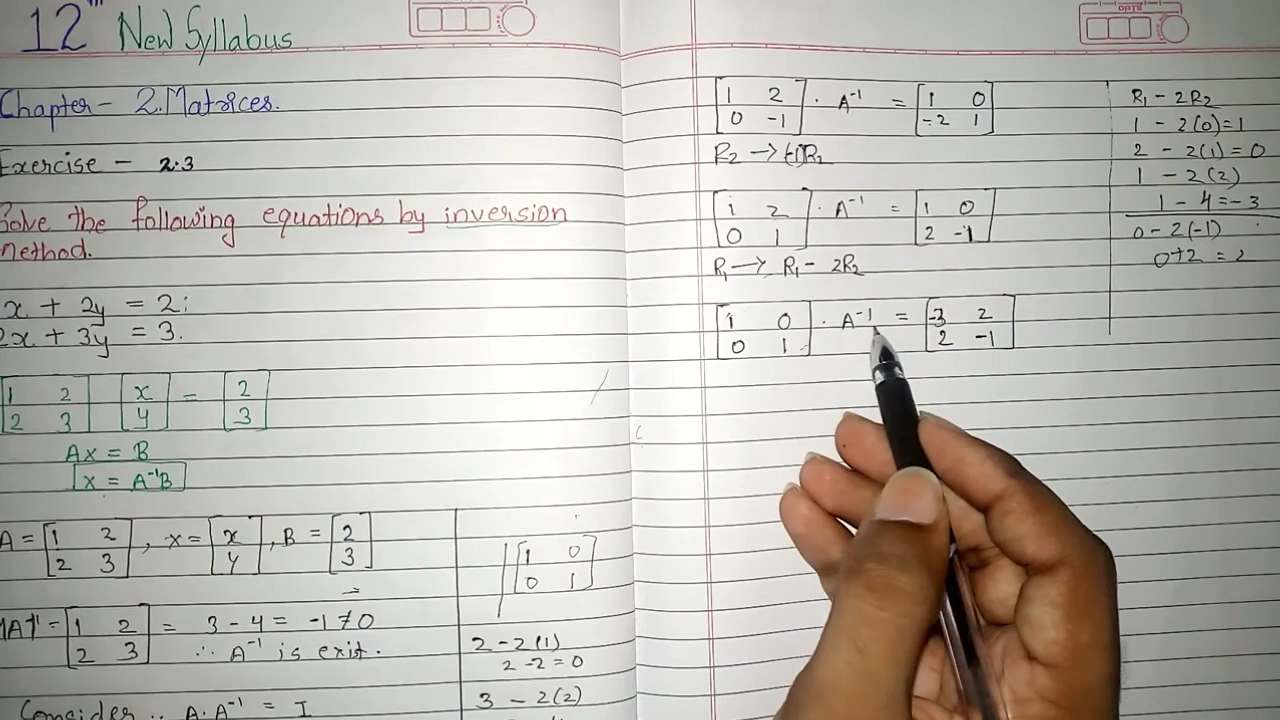 12th New Syllabus
Chapter - 2. Matrices.
Exercise - 2.3
Solve the following equations by inversion
method.
x + 2y = 2;
2x + 3y = 3.
[1 2 [x = [2
2 3] y] 3]
Ax = B
x = A⁻¹B
A = [1 2 , x = [x , B = [2
2 3] y] 3]
|A| = [1 2 = 3 - 4 = -1 ≠ 0
2 3] ∴ A⁻¹ is exit.
Consider .. A.A⁻¹ = I
[1 0
0 1]
2 - 2(1)
2 - 2 = 0
3 - 2(2)
DATE
[1 2 . A⁻¹ = [1 0
0 -1] -2 1]
R₂ → (-1)R₂
[1 2 . A⁻¹ = [1 0
0 1] 2 -1]
R₁ → R₁ - 2R₂
[1 0 . A⁻¹ = [-3 2
0 1] 2 -1]
R₁ - 2R₂
1 - 2(0) = 1
2 - 2(1) = 0
1 - 2(2)
1 - 4 = -3
0 - 2(-1)
0 + 2 = 2